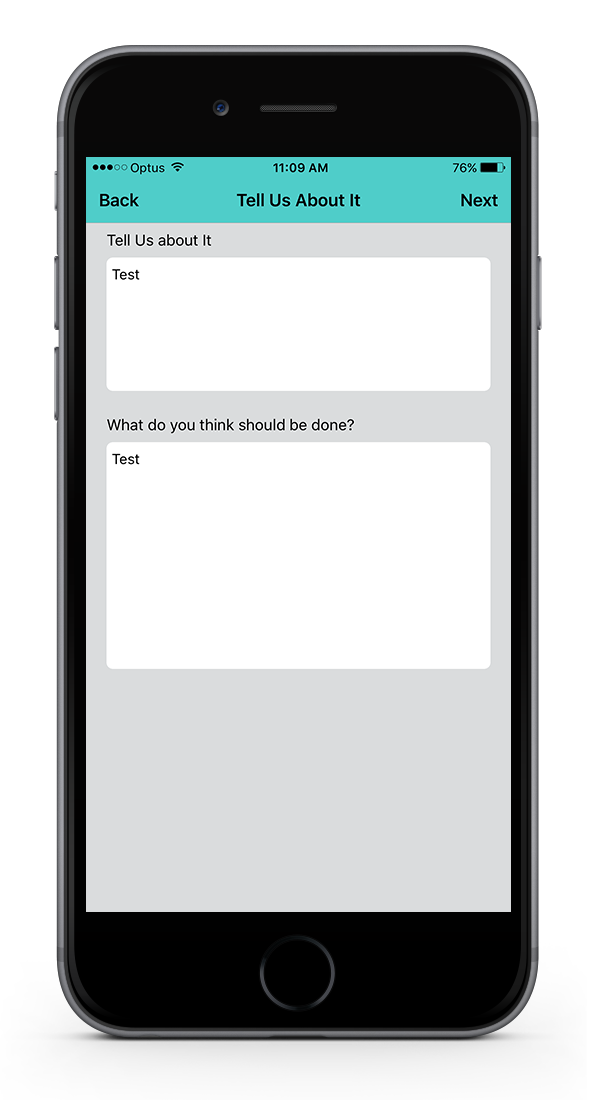 Optus 11:09 AM 76%
Back Tell Us About It Next
Tell Us about It
Test
What do you think should be done?
Test